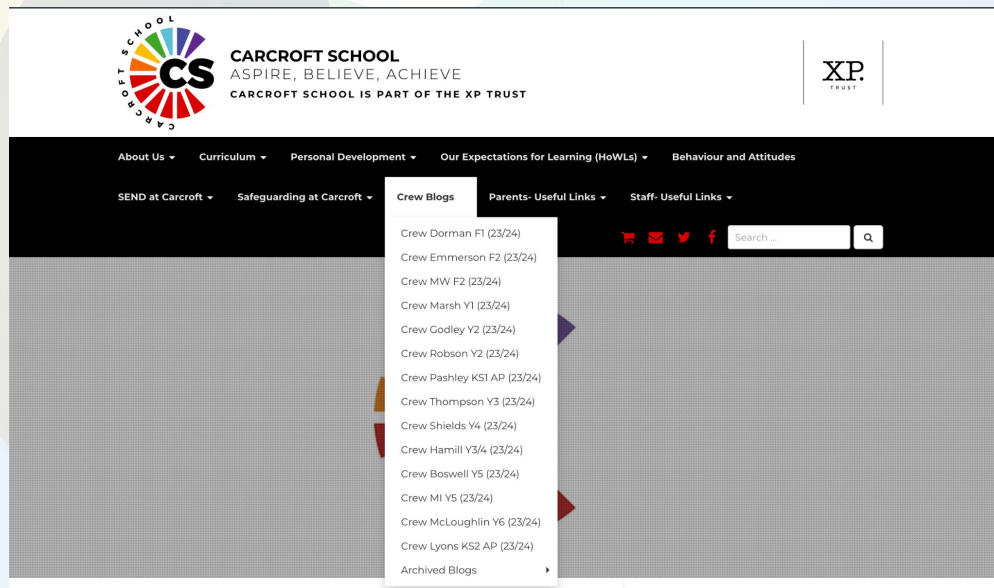 CARCROFT SCHOOL
CS
CARCROFT SCHOOL
ASPIRE, BELIEVE, ACHIEVE
CARCROFT SCHOOL IS PART OF THE XP TRUST
XP.
TRUST
About Us Curriculum Personal Development Our Expectations for Learning (HoWLs) Behaviour and Attitudes
SEND at Carcroft Safeguarding at Carcroft Crew Blogs Parents- Useful Links Staff- Useful Links
Search ...
Crew Dorman F1 (23/24)
Crew Emmerson F2 (23/24)
Crew MW F2 (23/24)
Crew Marsh Y1 (23/24)
Crew Godley Y2 (23/24)
Crew Robson Y2 (23/24)
Crew Pashley KS1 AP (23/24)
Crew Thompson Y3 (23/24)
Crew Shields Y4 (23/24)
Crew Hamill Y3/4 (23/24)
Crew Boswell Y5 (23/24)
Crew MI Y5 (23/24)
Crew McLoughlin Y6 (23/24)
Crew Lyons KS2 AP (23/24)
Archived Blogs